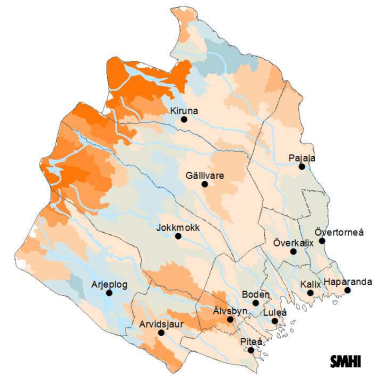 Kiruna
Pajala
Gällivare
Övertorneå
Jokkmokk
Överkalix
Arjeplog
Kalix
Haparanda
Boden
Älvsbyn
Luleå
Arvidsjaur
Piteå
SMHI